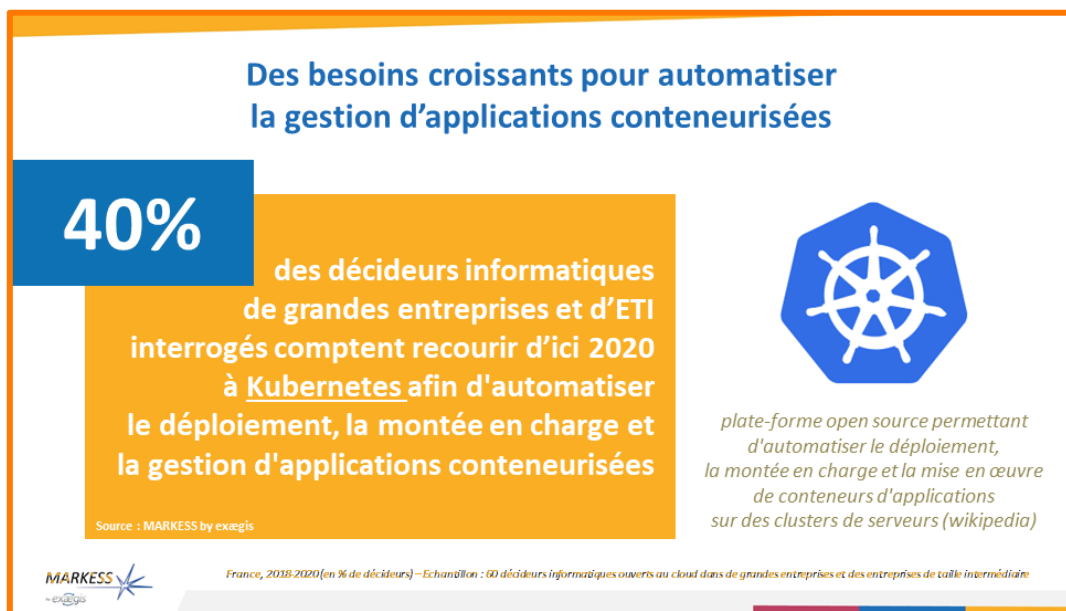 Des besoins croissants pour automatiser
la gestion d'applications conteneurisées
40%
des décideurs informatiques
de grandes entreprises et d'ETI
interrogés comptent recourir d'ici 2020
à Kubernetes afin d'automatiser
le déploiement, la montée en charge et
la gestion d'applications conteneurisées
Source : MARKESS by exægis
plate-forme open source permettant
d'automatiser le déploiement,
la montée en charge et la mise en œuvre
de conteneurs d'applications
sur des clusters de serveurs (wikipedia)
MARKESS
by exægis
France, 2018-2020 (en % de décideurs) – Echantillon : 60 décideurs informatiques ouverts au cloud dans de grandes entreprises et des entreprises de taille intermédiaire